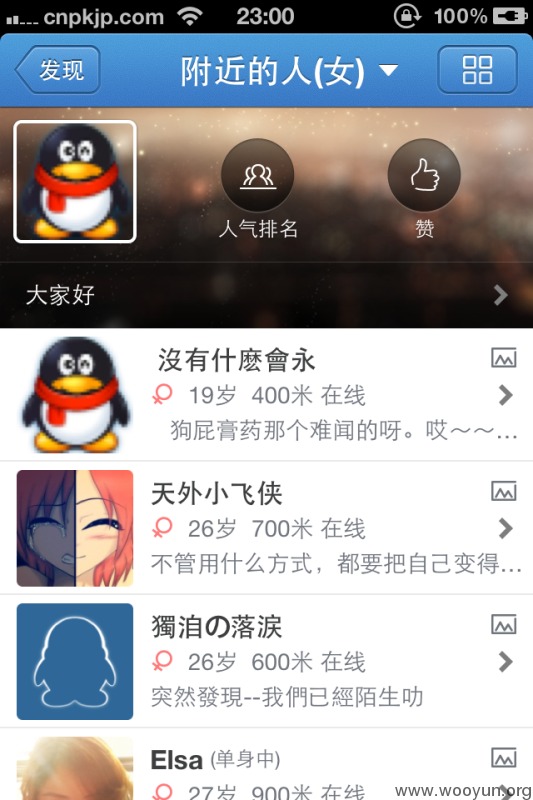 cnpkjp.com 23:00 100%
发现 附近的人(女)
人气排名 赞
大家好
沒有什麽會永
19岁 400米 在线
狗屁膏药那个难闻的呀。哎～～...
天外小飞侠
26岁 700米 在线
不管用什么方式，都要把自己变得...
獨洎の落淚
26岁 600米 在线
突然發現--我們已經陌生叻
Elsa (单身中)
27岁 900米 在线
www.wooyun.org